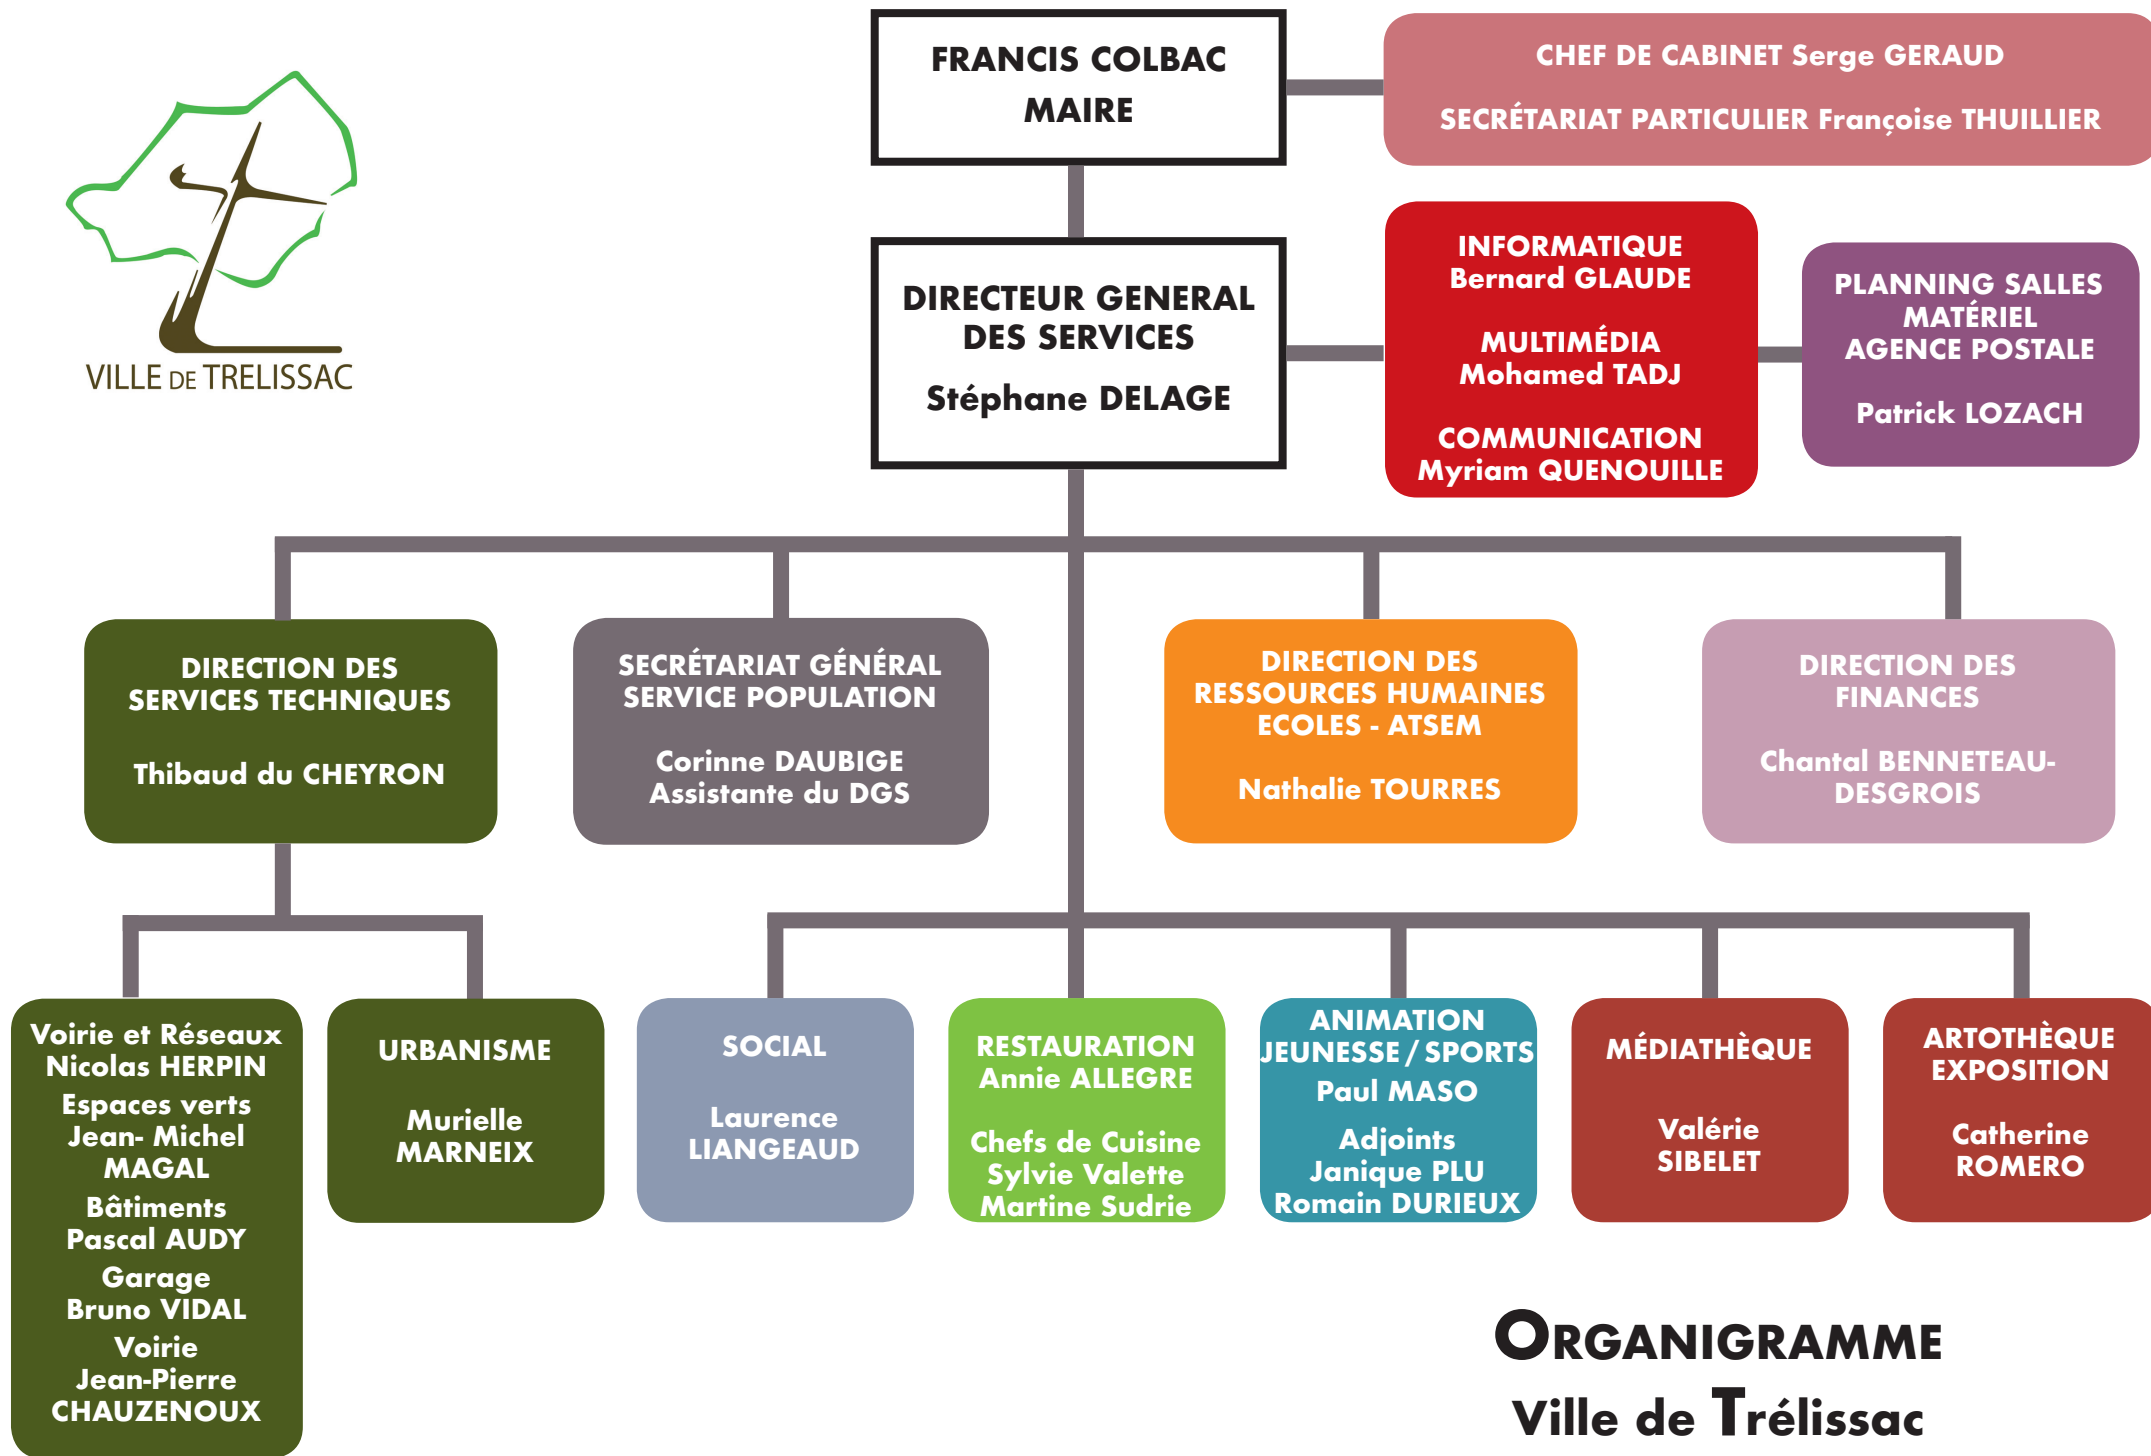 VILLE DE TRELISSAC
FRANCIS COLBAC
MAIRE
CHEF DE CABINET Serge GERAUD
SECRÉTARIAT PARTICULIER Françoise THUILLIER
DIRECTEUR GENERAL
DES SERVICES
Stéphane DELAGE
INFORMATIQUE
Bernard GLAUDE
MULTIMÉDIA
Mohamed TADJ
COMMUNICATION
Myriam QUENOUILLE
PLANNING SALLES
MATÉRIEL
AGENCE POSTALE
Patrick LOZACH
DIRECTION DES
SERVICES TECHNIQUES
Thibaud du CHEYRON
SECRÉTARIAT GÉNÉRAL
SERVICE POPULATION
Corinne DAUBIGE
Assistante du DGS
DIRECTION DES
RESSOURCES HUMAINES
ECOLES - ATSEM
Nathalie TOURRES
DIRECTION DES
FINANCES
Chantal BENNETEAU-
DESGROIS
Voirie et Réseaux
Nicolas HERPIN
Espaces verts
Jean- Michel
MAGAL
Bâtiments
Pascal AUDY
Garage
Bruno VIDAL
Voirie
Jean-Pierre
CHAUZENOUX
URBANISME
Murielle
MARNEIX
SOCIAL
Laurence
LIANGEAUD
RESTAURATION
Annie ALLEGRE
Chefs de Cuisine
Sylvie Valette
Martine Sudrie
ANIMATION
JEUNESSE / SPORTS
Paul MASO
Adjoints
Janique PLU
Romain DURIEUX
MÉDIATHÈQUE
Valérie
SIBELET
ARTOTHÈQUE
EXPOSITION
Catherine
ROMERO
ORGANIGRAMME
Ville de Trélissac